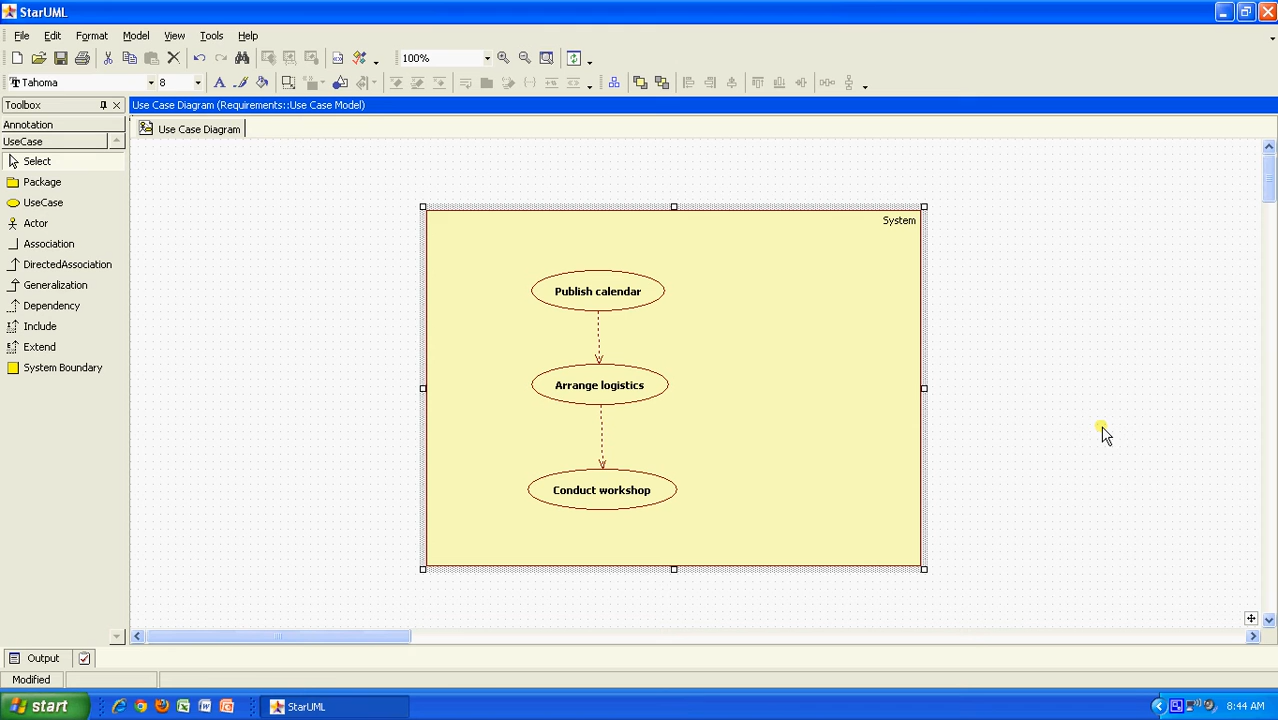 StarUML
File Edit Format Model View Tools Help
100%
Tahoma 8
Toolbox
Use Case Diagram (Requirements::Use Case Model)
Annotation
UseCase
Use Case Diagram
Select
Package
UseCase
Actor
Association
DirectedAssociation
Generalization
Dependency
Include
Extend
System Boundary
System
Publish calendar
Arrange logistics
Conduct workshop
Output
Modified
start
StarUML
8:44 AM